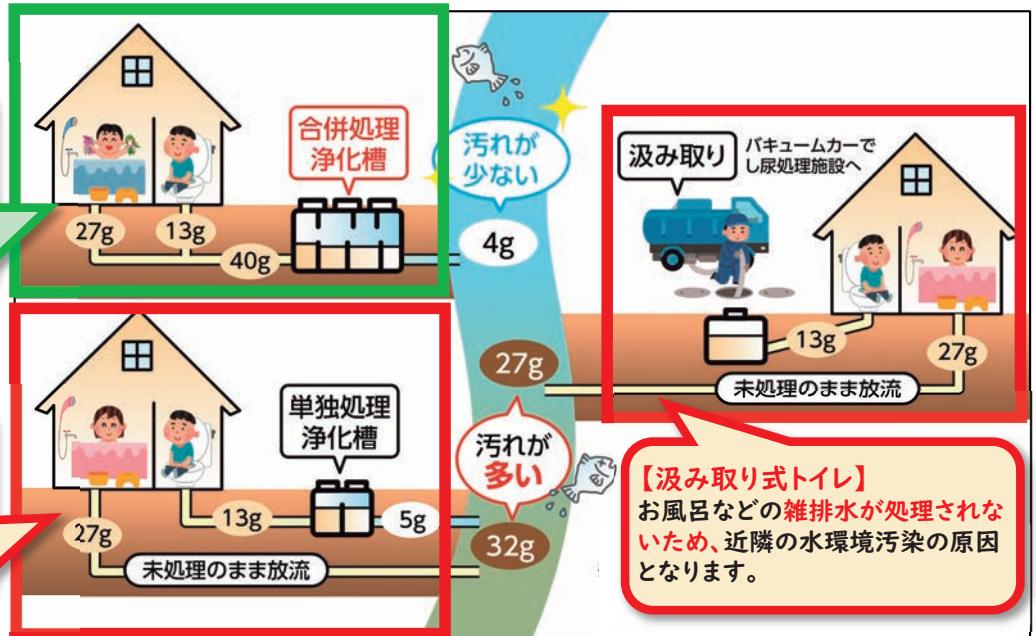 合併処理
浄化槽
27g
13g
40g
汚れが
少ない
4g
汲み取り
バキュームカーで
し尿処理施設へ
13g
27g
未処理のまま放流
27g
汚れが
多い
32g
単独処理
浄化槽
27g
13g
5g
未処理のまま放流
【汲み取り式トイレ】
お風呂などの雑排水が処理されな
いため、近隣の水環境汚染の原因
となります。